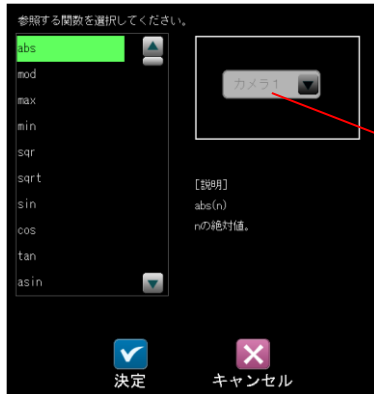 参照する関数を選択してください。
abs
mod
max
min
sqr
sqrt
sin
cos
tan
asin
カメラ1
[説明]
abs(n)
nの絶対値。
決定
キャンセル